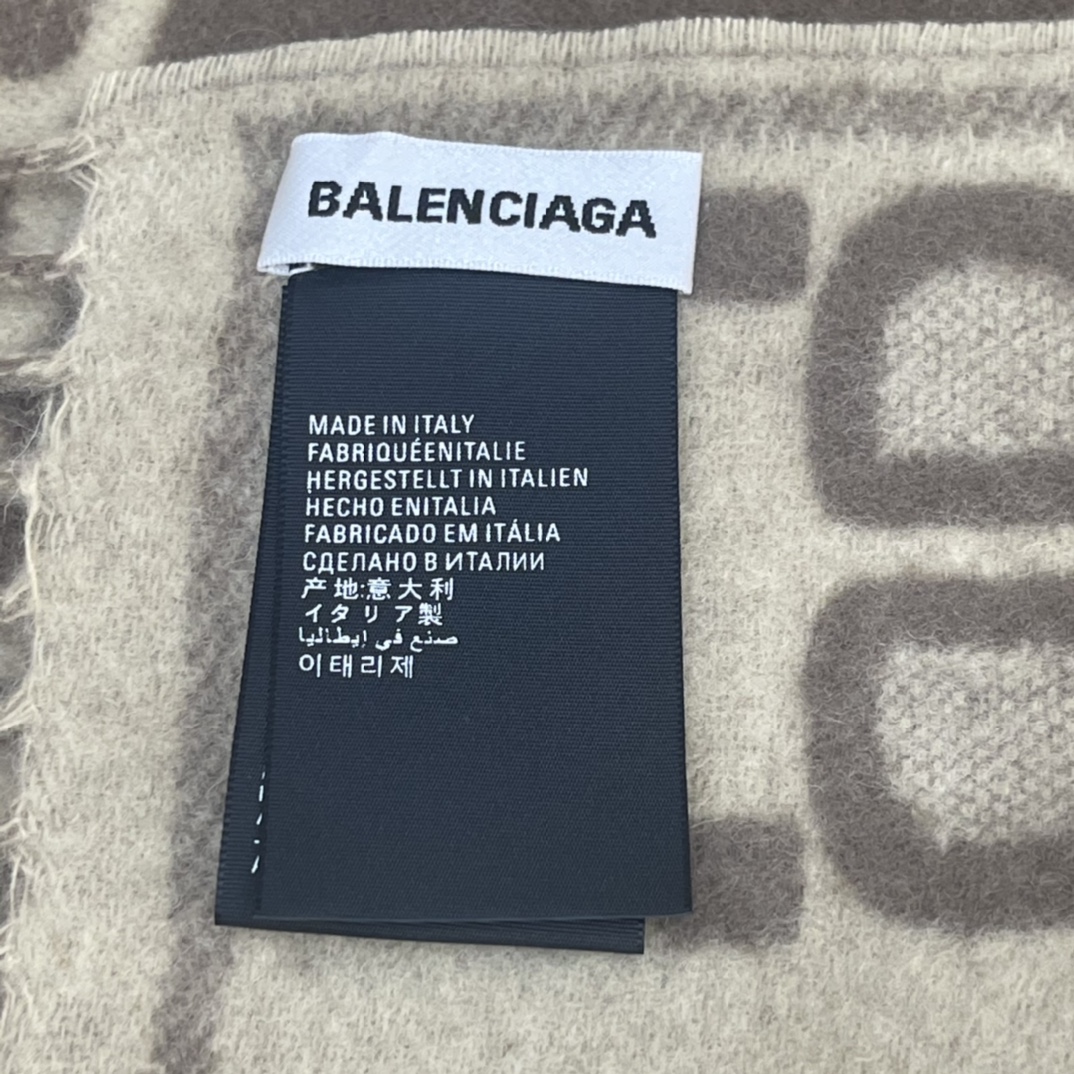 BALENCIAGA
MADE IN ITALY
FABRIQUÉENITALIE
HERGESTELLT IN ITALIEN
HECHO ENITALIA
FABRICADO EM ITÁLIA
СДЕЛАНО В ИТАЛИИ
产地:意大利
イタリア製
صنع في إيطاليا
이태리제